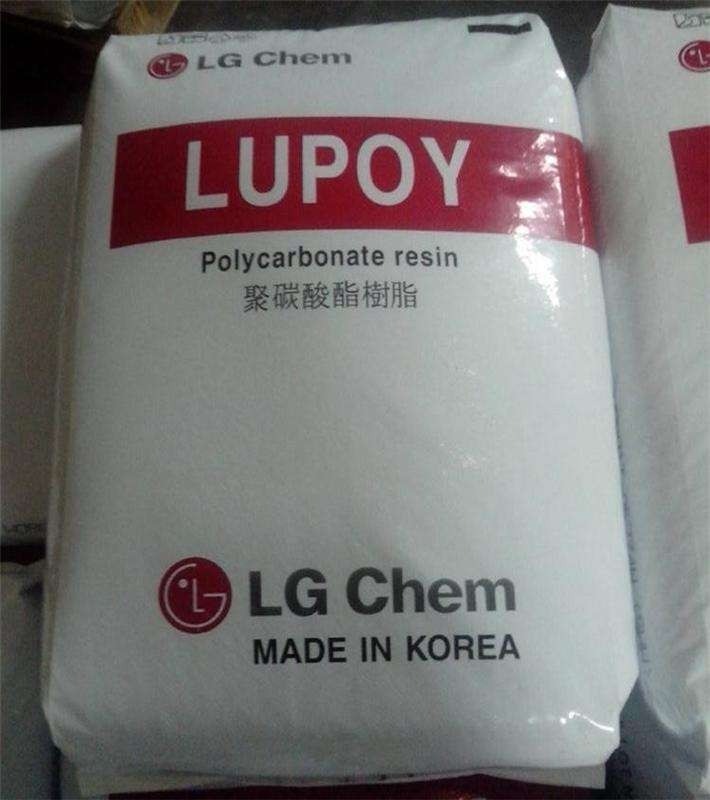 LG Chem
LUPOY
Polycarbonate resin
聚碳酸酯樹脂
LG Chem
MADE IN KOREA